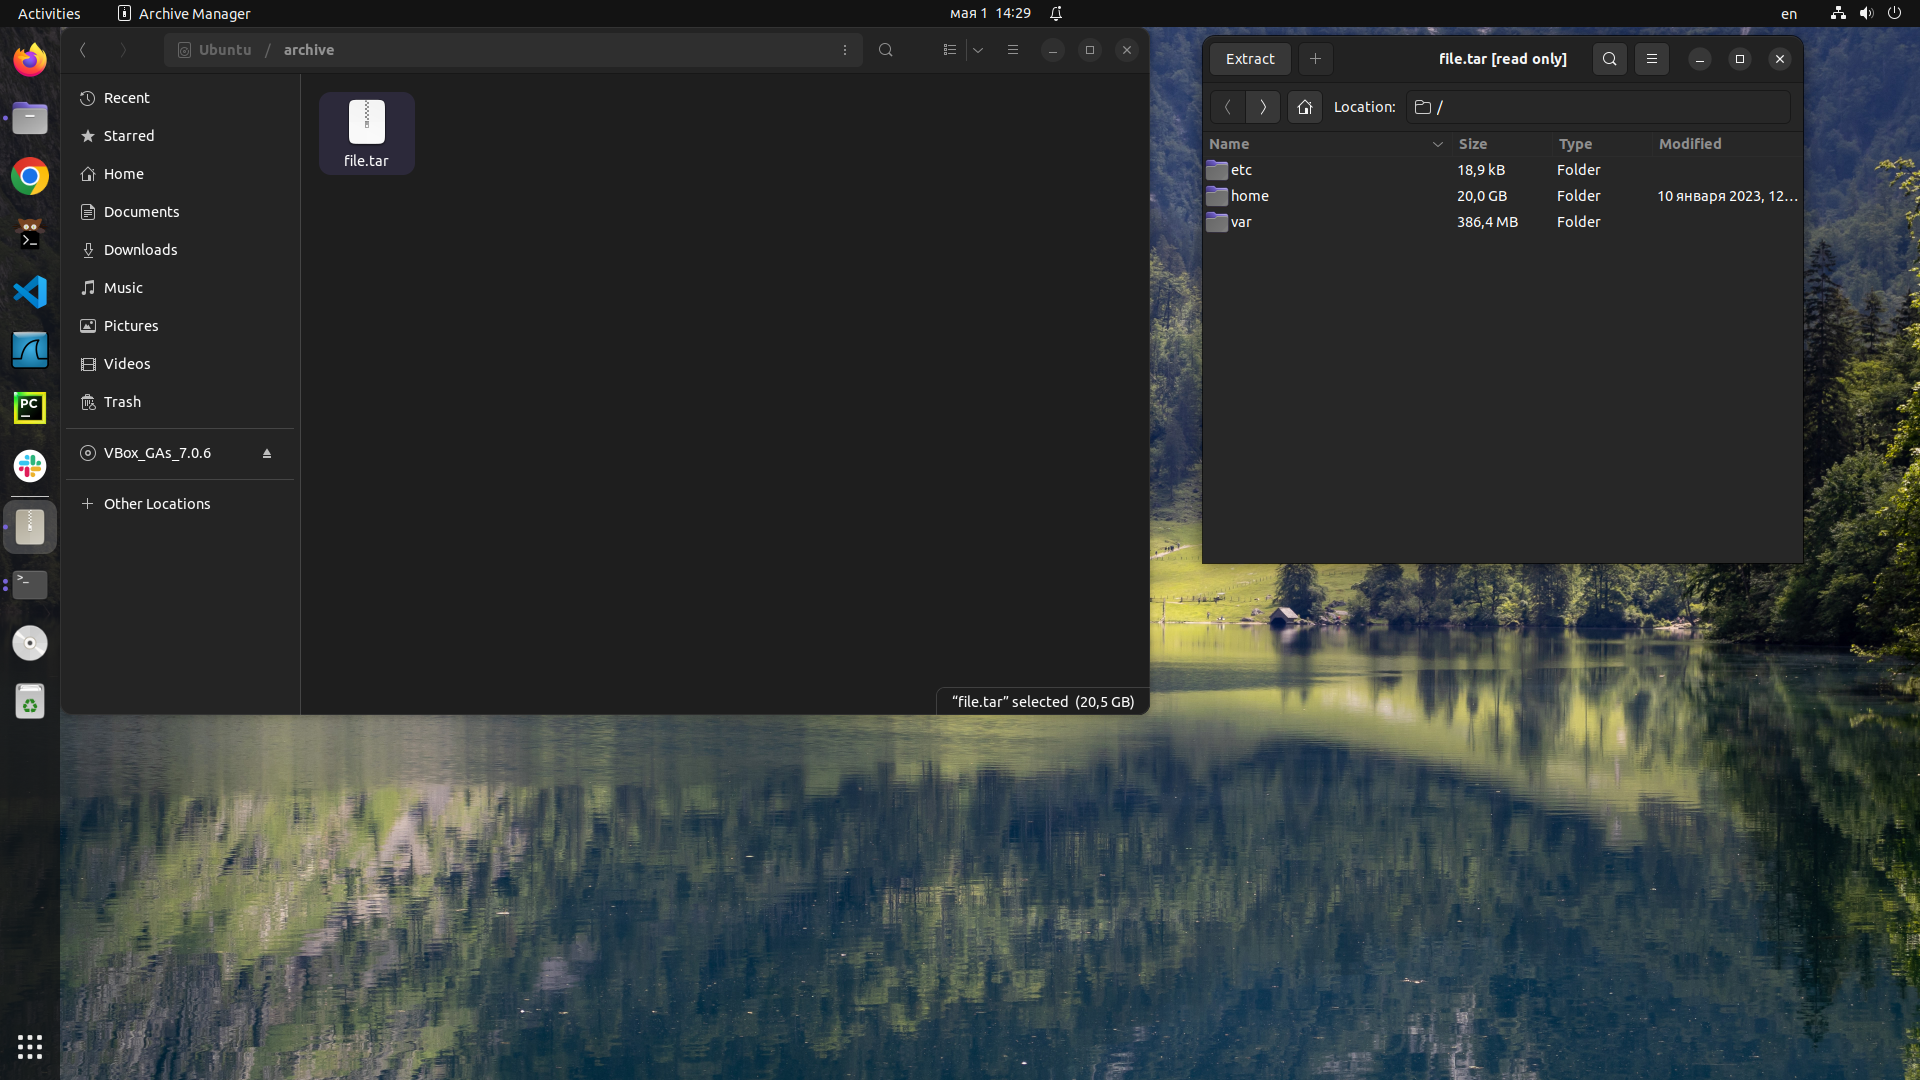 Activities
Archive Manager
мая 1 14:29
en
Ubuntu / archive
Recent
Starred
Home
Documents
Downloads
Music
Pictures
Videos
Trash
VBox_GAs_7.0.6
Other Locations
file.tar
“file.tar” selected (20,5 GB)
PC
Extract
file.tar [read only]
Location: /
Name Size Type Modified
etc 18,9 kB Folder
home 20,0 GB Folder 10 января 2023, 12…
var 386,4 MB Folder